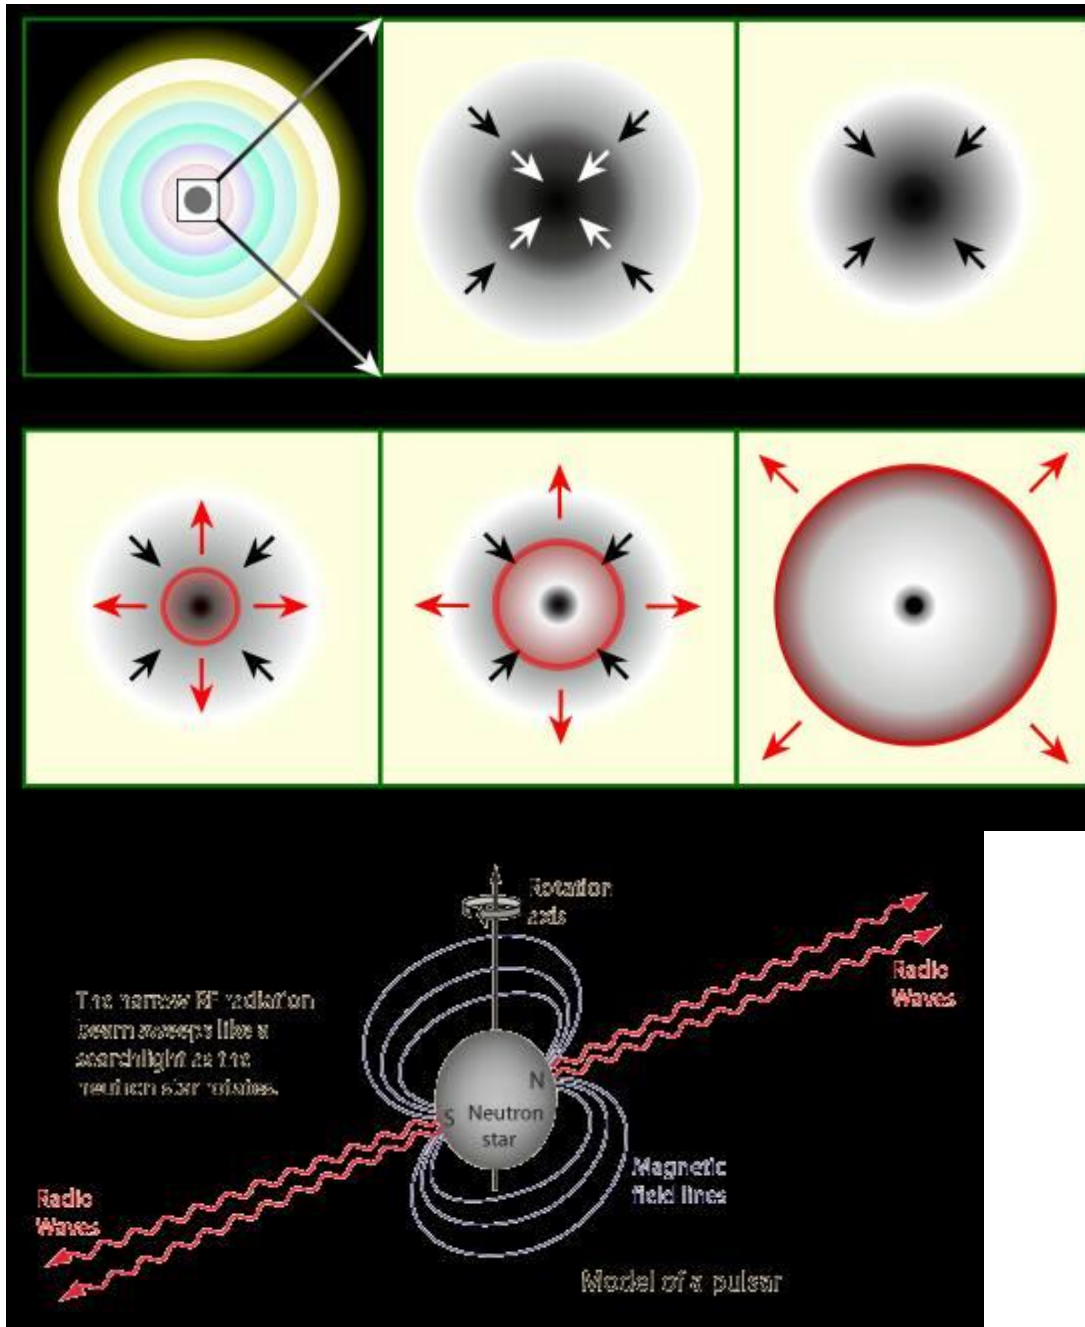 Rotation
axis
Radio
Waves
The narrow RF radiation
beam sweeps like a
searchlight as the
neutron star rotates.
N
S
Neutron
star
Magnetic
field lines
Radio
Waves
Model of a pulsar